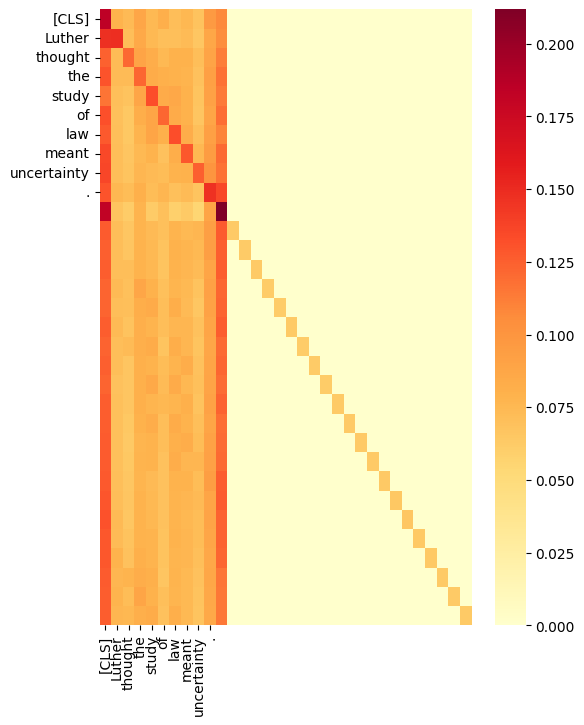 [CLS]
Luther
thought
the
study
of
law
meant
uncertainty
.
[CLS]
Luther
thought
the
study
of
law
meant
uncertainty
.
0.200
0.175
0.150
0.125
0.100
0.075
0.050
0.025
0.000